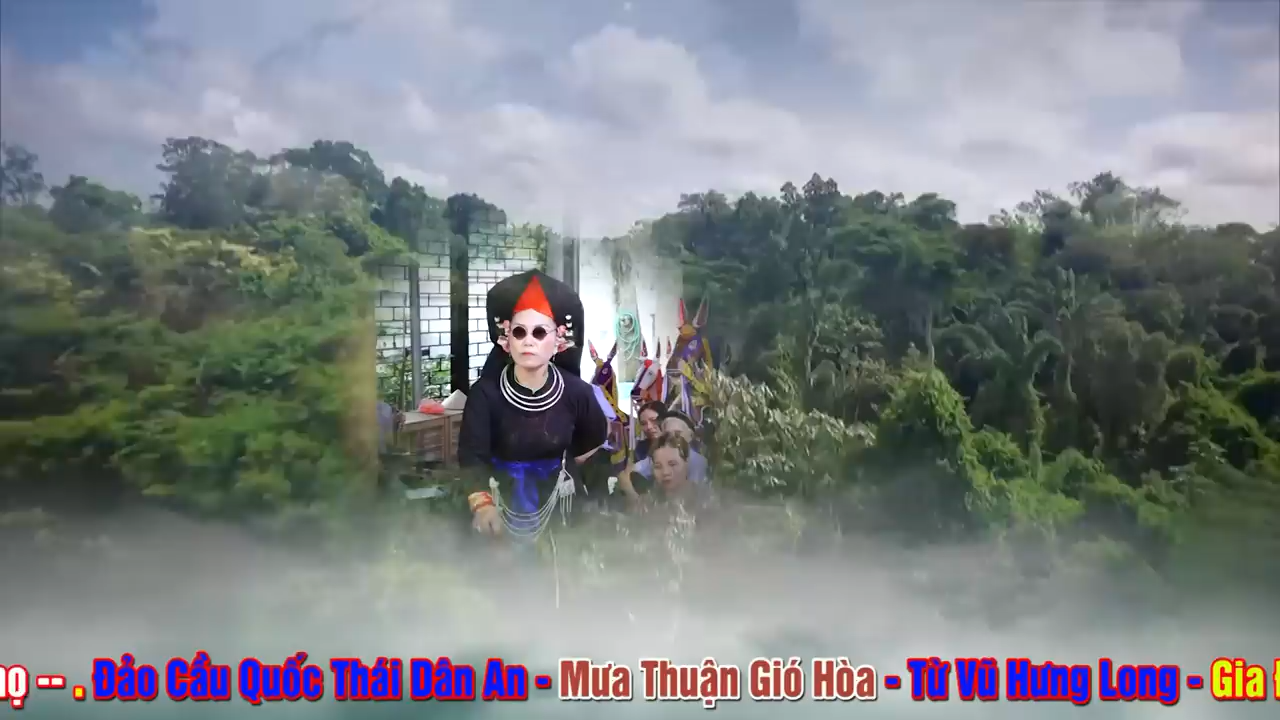 ọ -- . Đảo Cầu Quốc Thái Dân An - Mưa Thuận Gió Hòa - Từ Vũ Hưng Long - Gia